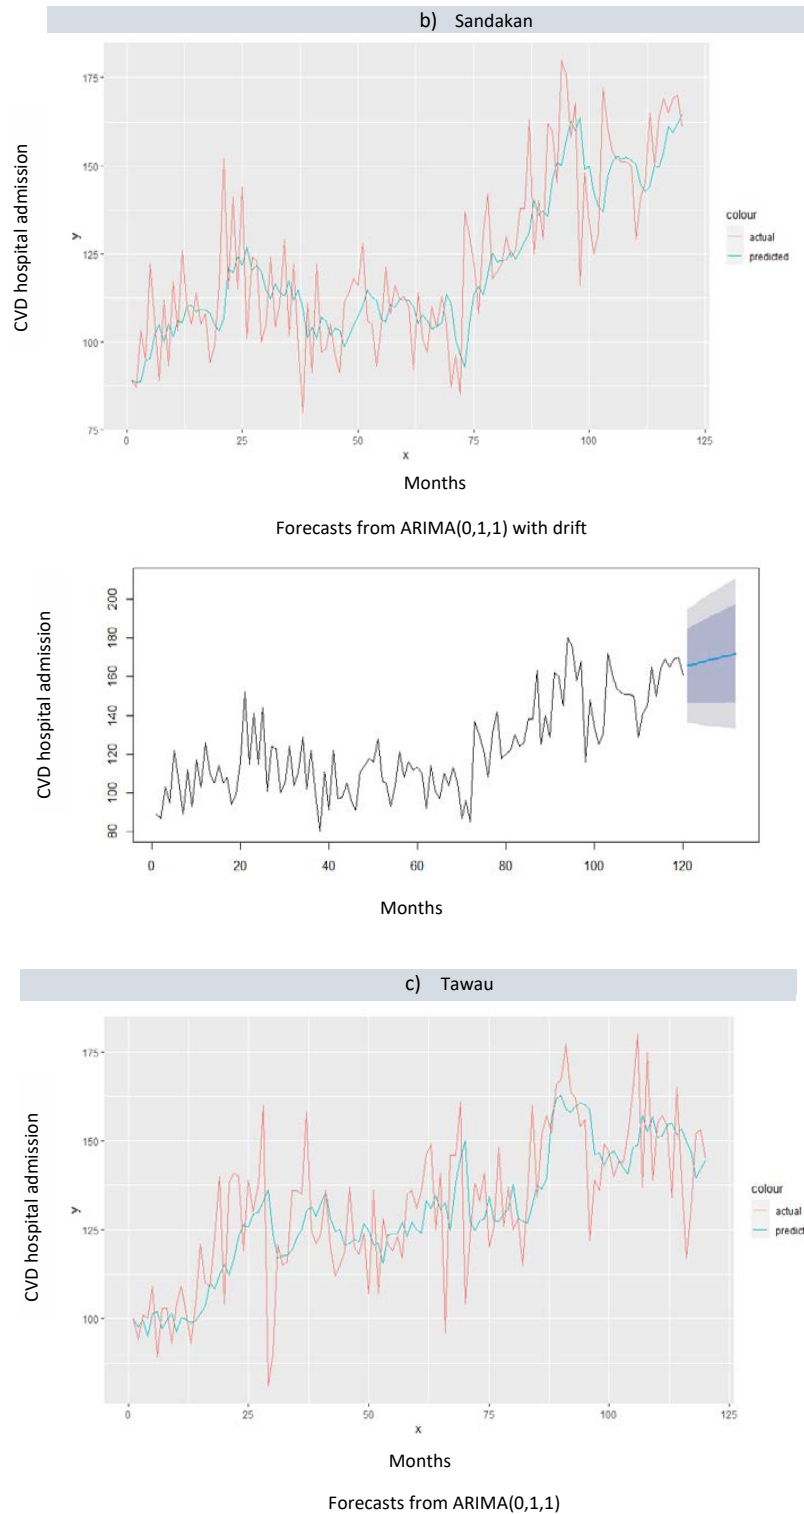 b) Sandakan
CVD hospital admission
y
175
150
125
100
75
0 25 50 75 100 125
x
colour
actual
predicted
Months
Forecasts from ARIMA(0,1,1) with drift
CVD hospital admission
200
180
160
140
120
100
80
0 20 40 60 80 100 120
Months
c) Tawau
CVD hospital admission
y
175
150
125
100
0 25 50 75 100 125
x
colour
actual
predict
Months
Forecasts from ARIMA(0,1,1)